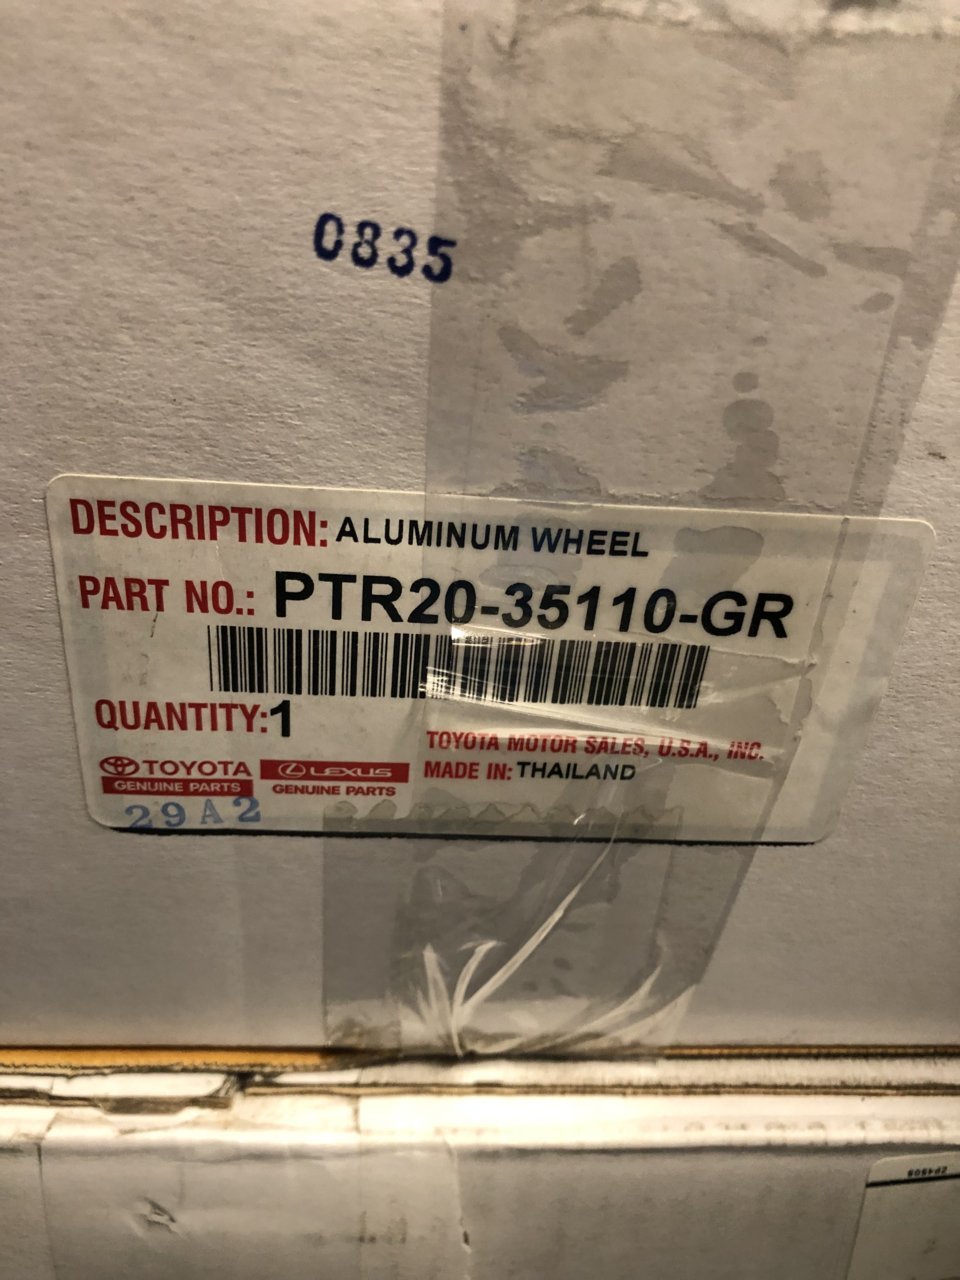 0835
DESCRIPTION: ALUMINUM WHEEL
PART NO.: PTR20-35110-GR
QUANTITY: 1
TOYOTA MOTOR SALES, U.S.A., INC.
MADE IN: THAILAND
TOYOTA
GENUINE PARTS
LEXUS
GENUINE PARTS
29A2